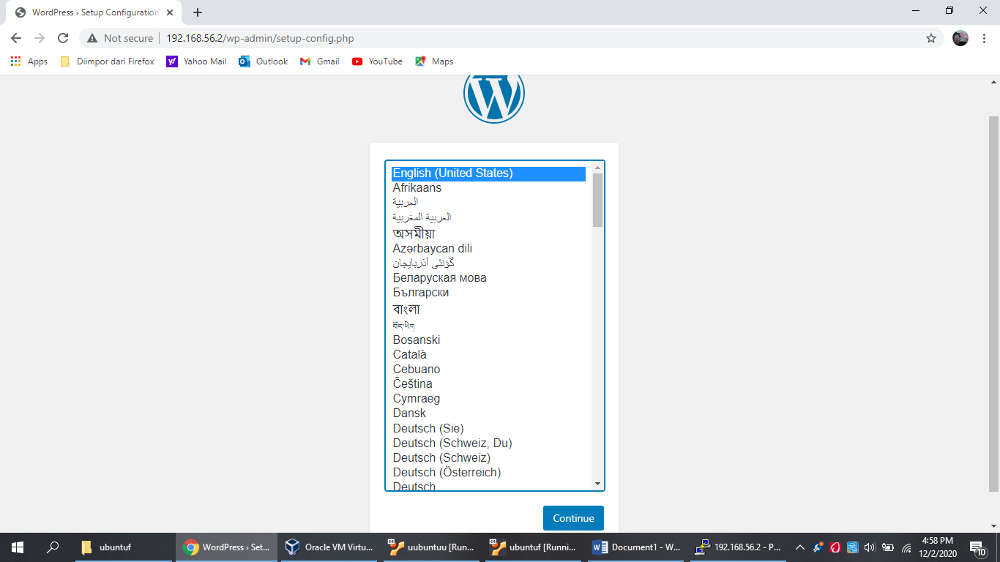 WordPress › Setup Configuration
Not secure
192.168.56.2/wp-admin/setup-config.php
Apps
Diimpor dari Firefox
Yahoo Mail
Outlook
Gmail
YouTube
Maps
English (United States)
Afrikaans
العربية
العربية المغربية
অসমীয়া
Azərbaycan dili
گؤنئی آذربایجان
Беларуская мова
Български
বাংলা
བོད་ཡིག
Bosanski
Català
Cebuano
Čeština
Cymraeg
Dansk
Deutsch (Sie)
Deutsch (Schweiz, Du)
Deutsch (Schweiz)
Deutsch (Österreich)
Deutsch
Continue
ubuntuf
WordPress › Set...
Oracle VM Virtu...
uubuntuu [Run...
ubuntuf [Runni...
Document1 - W...
192.168.56.2 - P...
4:58 PM
12/2/2020
10